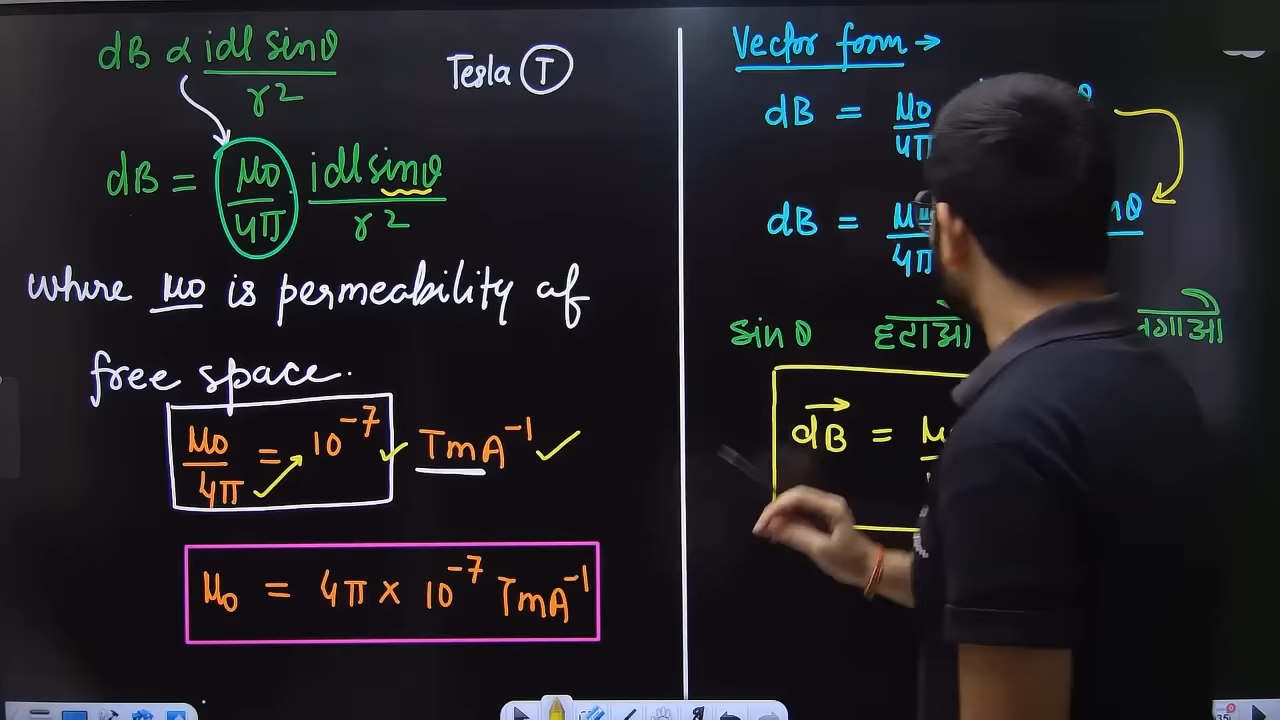 dB ∝ idl sinθ
r²
Tesla (T)
dB = μ₀ idl sinθ
4π r²
where μ₀ is permeability of
free space.
μ₀ = 10⁻⁷ TmA⁻¹
4π
μ₀ = 4π × 10⁻⁷ TmA⁻¹
Vector form →
dB = μ₀
4π
dB = μ₀ nθ
4π
sin θ हटाओ
dB⃗ =